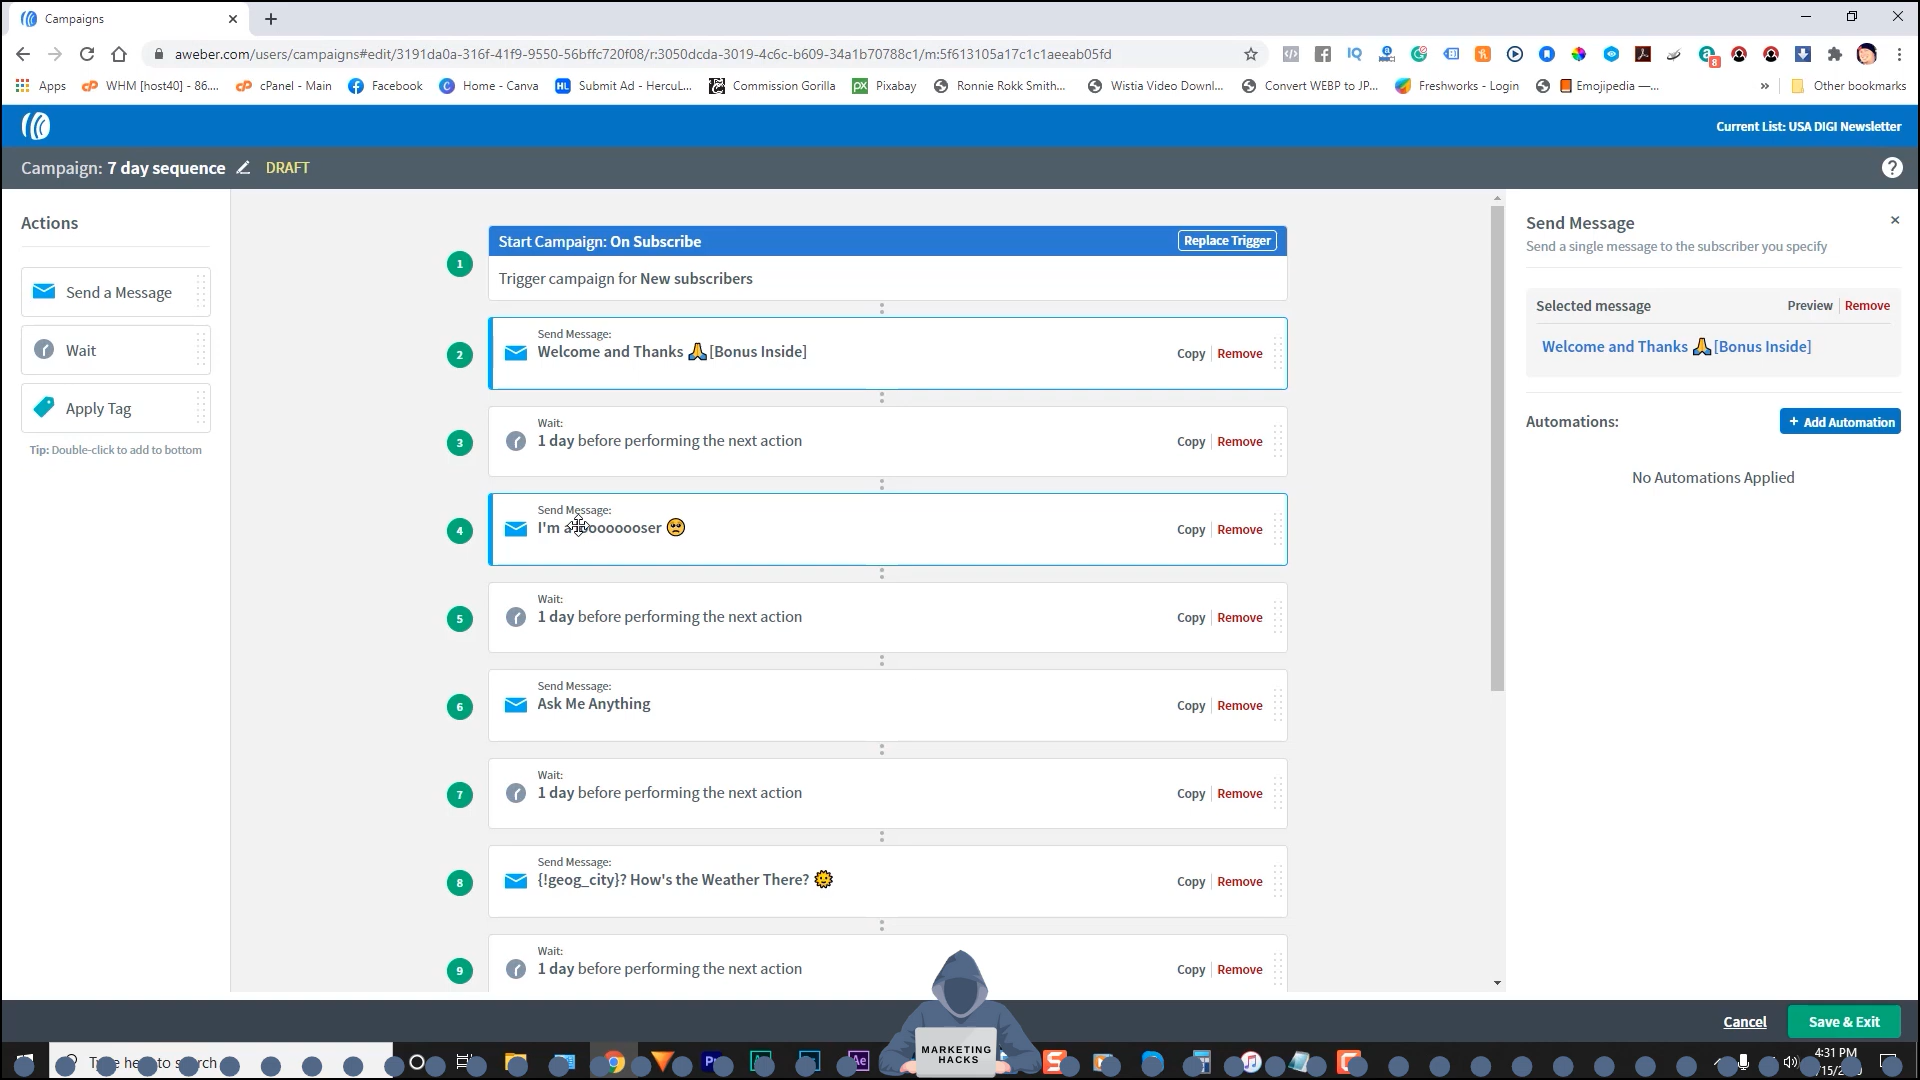 Campaigns
aweber.com/users/campaigns#edit/3191da0a-316f-41f9-9550-56bffc720f08/r:3050dcda-3019-4c6c-b609-34a1b70788c1/m:5f613105a17c1c1aeeab05fd
Apps WHM [host40] - 86.... cPanel - Main Facebook Home - Canva Submit Ad - HercuL... Commission Gorilla Pixabay Ronnie Rokk Smith... Wistia Video Downl... Convert WEBP to JP... Freshworks - Login Emojipedia —... » Other bookmarks
Current List: USA DIGI Newsletter
Campaign: 7 day sequence DRAFT
Actions
Send a Message
Wait
Apply Tag
Tip: Double-click to add to bottom
1
Start Campaign: On Subscribe Replace Trigger
Trigger campaign for New subscribers
2
Send Message:
Welcome and Thanks 🙏 [Bonus Inside]
Copy Remove
3
Wait:
1 day before performing the next action
Copy Remove
4
Send Message:
I'm a
Copy Remove
5
Wait:
1 day before performing the next action
Copy Remove
6
Send Message:
Ask Me Anything
Copy Remove
7
Wait:
1 day before performing the next action
Copy Remove
8
Send Message:
{!geog_city}? How's the Weather There? 🌞
Copy Remove
9
Wait:
1 day before performing the next action
Copy Remove
Send Message
Send a single message to the subscriber you specify
Selected message Preview Remove
Welcome and Thanks 🙏 [Bonus Inside]
Automations: + Add Automation
No Automations Applied
Cancel Save & Exit
MARKETING
HACKS
4:31 PM